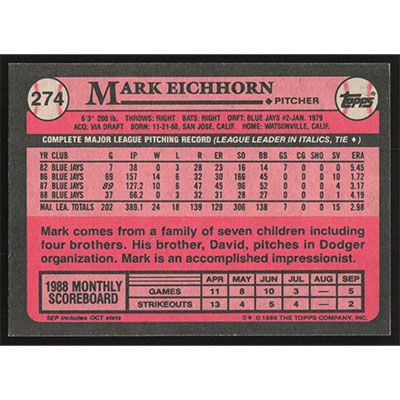 274
MARK EICHHORN
PITCHER
Topps
6'3" 200 lb. THROWS: RIGHT BATS: RIGHT DRFT: BLUE JAYS #2-JAN. 1979
ACQ: VIA DRAFT BORN: 11-21-60, SAN JOSE, CALIF. HOME: WATSONVILLE, CALIF.
COMPLETE MAJOR LEAGUE PITCHING RECORD (LEAGUE LEADER IN ITALICS, TIE ♦)
YR CLUB G IP W L R ER SO BB GS CG SHO SV ERA
82 BLUE JAYS 7 38 0 3 28 23 16 14 7 0 0 0 5.45
86 BLUE JAYS 69 157 14 6 32 30 166 45 0 0 0 10 1.72
87 BLUE JAYS 89 127.2 10 6 47 45 96 52 0 0 0 4 3.17
88 BLUE JAYS 37 66.2 0 3 32 31 28 27 0 0 0 1 4.18
MAJ. LEA. TOTALS 202 389.1 24 18 139 129 306 138 7 0 0 15 2.98
Mark comes from a family of seven children including
four brothers. His brother, David, pitches in Dodger
organization. Mark is an accomplished impressionist.
1988 MONTHLY
SCOREBOARD
APR MAY JUN JUL AUG SEP
GAMES 11 8 10 3 — 5
STRIKEOUTS 13 4 8 1 — 2
SEP includes OCT stats
D* © 1989 THE TOPPS COMPANY, INC.